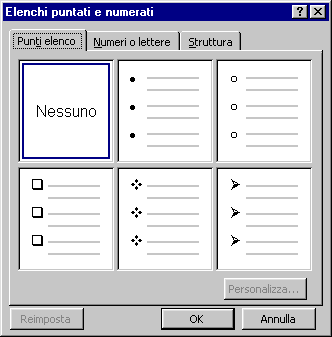 Elenchi puntati e numerati
Punti elenco
Numeri o lettere
Struttura
Nessuno
Personalizza...
Reimposta
OK
Annulla